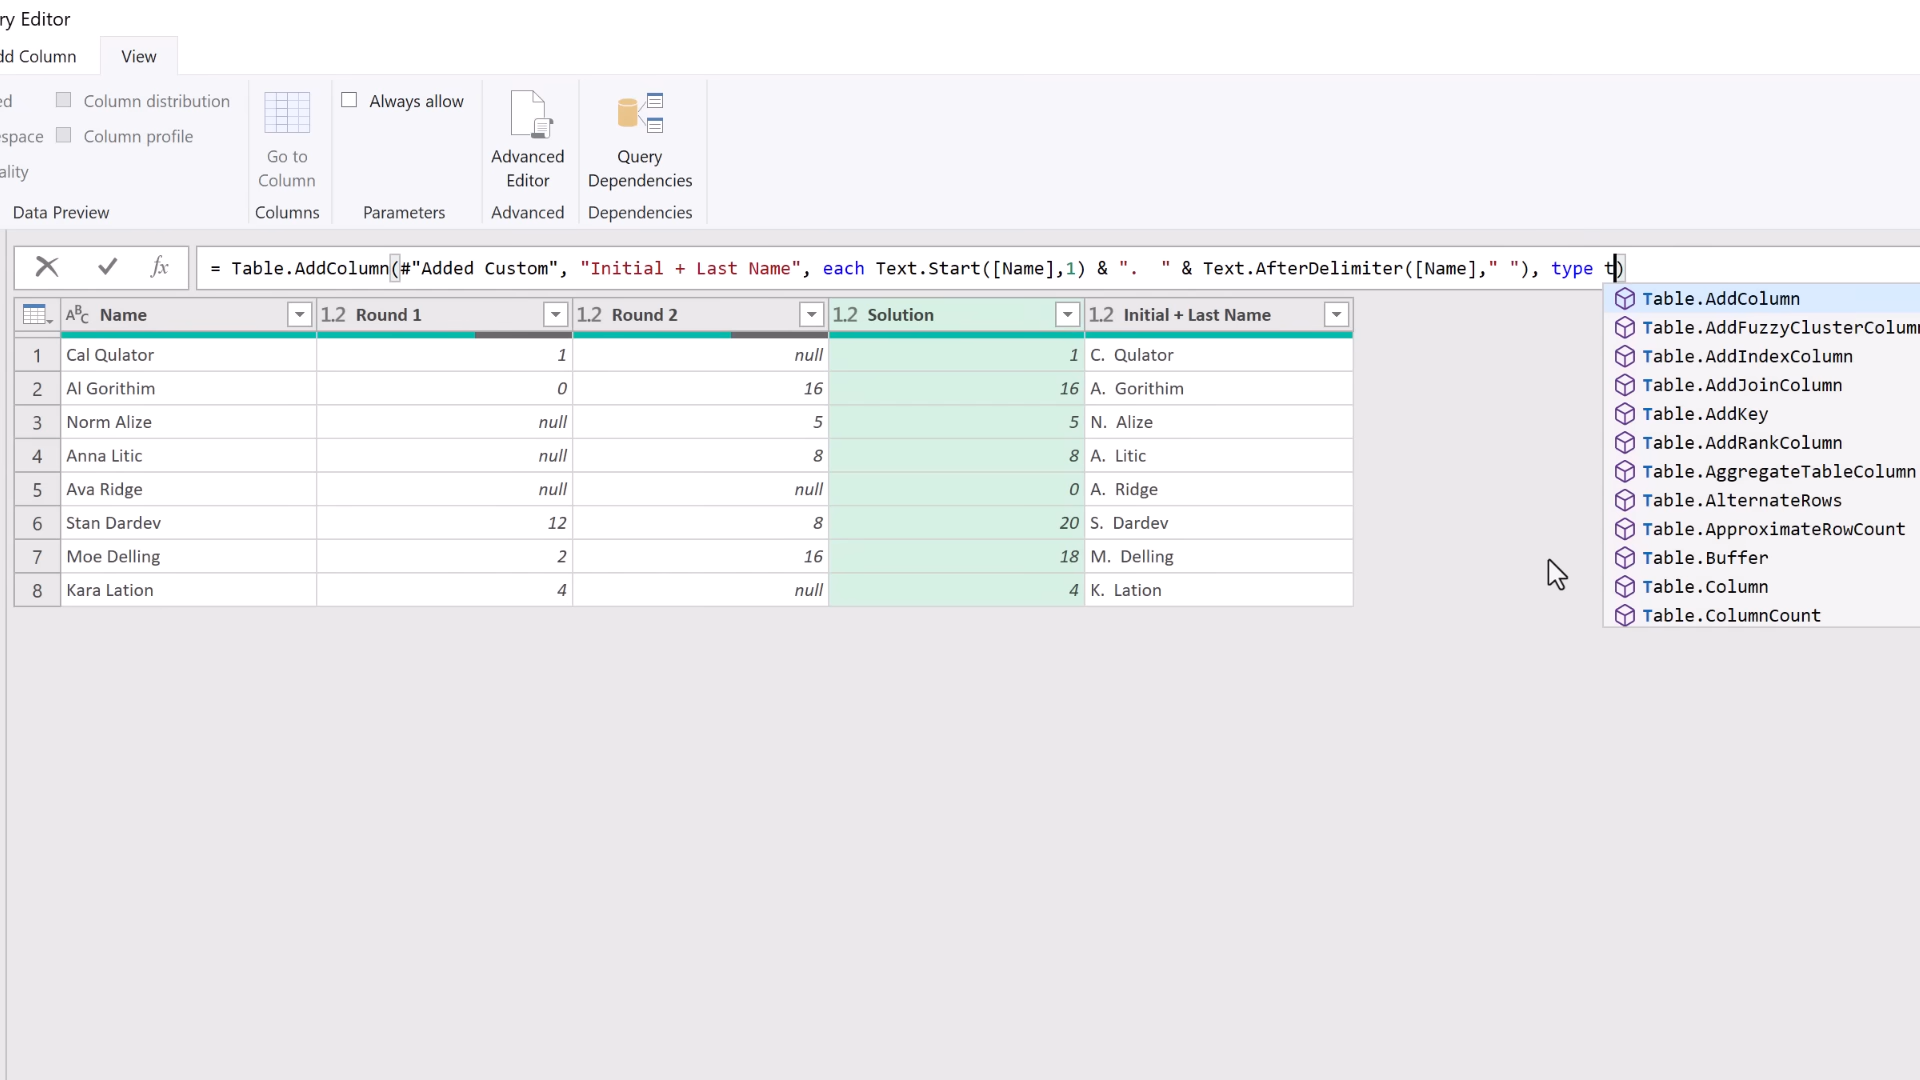 ry Editor
dd Column View
ed Column distribution
space Column profile
ality
Data Preview
Go to
Column
Columns
Always allow
Parameters
Advanced
Editor
Advanced
Query
Dependencies
Dependencies
fx = Table.AddColumn(#"Added Custom", "Initial + Last Name", each Text.Start([Name],1) & ".  " & Text.AfterDelimiter([Name]," "), type t)
ABC Name 1.2 Round 1 1.2 Round 2 1.2 Solution 1.2 Initial + Last Name
1 Cal Qulator 1 null 1 C.  Qulator
2 Al Gorithim 0 16 16 A.  Gorithim
3 Norm Alize null 5 5 N.  Alize
4 Anna Litic null 8 8 A.  Litic
5 Ava Ridge null null 0 A.  Ridge
6 Stan Dardev 12 8 20 S.  Dardev
7 Moe Delling 2 16 18 M.  Delling
8 Kara Lation 4 null 4 K.  Lation
Table.AddColumn
Table.AddFuzzyClusterColumn
Table.AddIndexColumn
Table.AddJoinColumn
Table.AddKey
Table.AddRankColumn
Table.AggregateTableColumn
Table.AlternateRows
Table.ApproximateRowCount
Table.Buffer
Table.Column
Table.ColumnCount